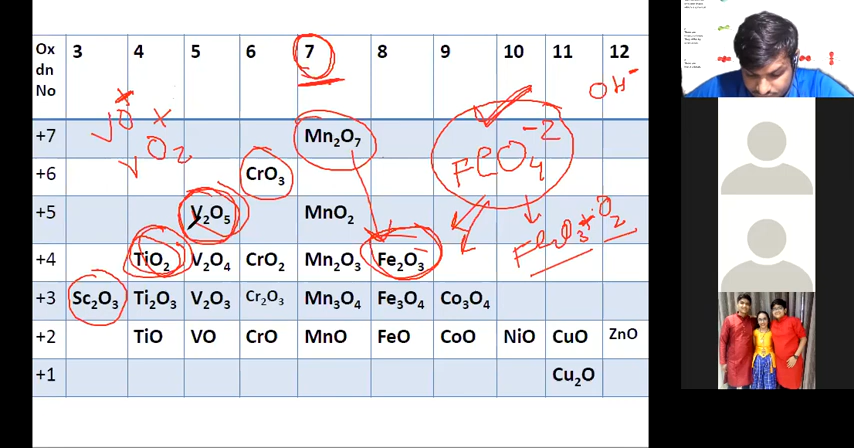 Ox 3 4 5 6 7 8 9 10 11 12
dn
No
OH⁻
VO⁺ ×
VO₂
FeO₄⁻²
+7 Mn₂O₇
+6 CrO₃
+5 V₂O₅ MnO₂
O₂
+4 TiO₂ V₂O₄ CrO₂ Mn₂O₃ Fe₂O₃
+3 Sc₂O₃ Ti₂O₃ V₂O₃ Cr₂O₃ Mn₃O₄ Fe₃O₄ Co₃O₄
+2 TiO VO CrO MnO FeO CoO NiO CuO ZnO
+1 Cu₂O